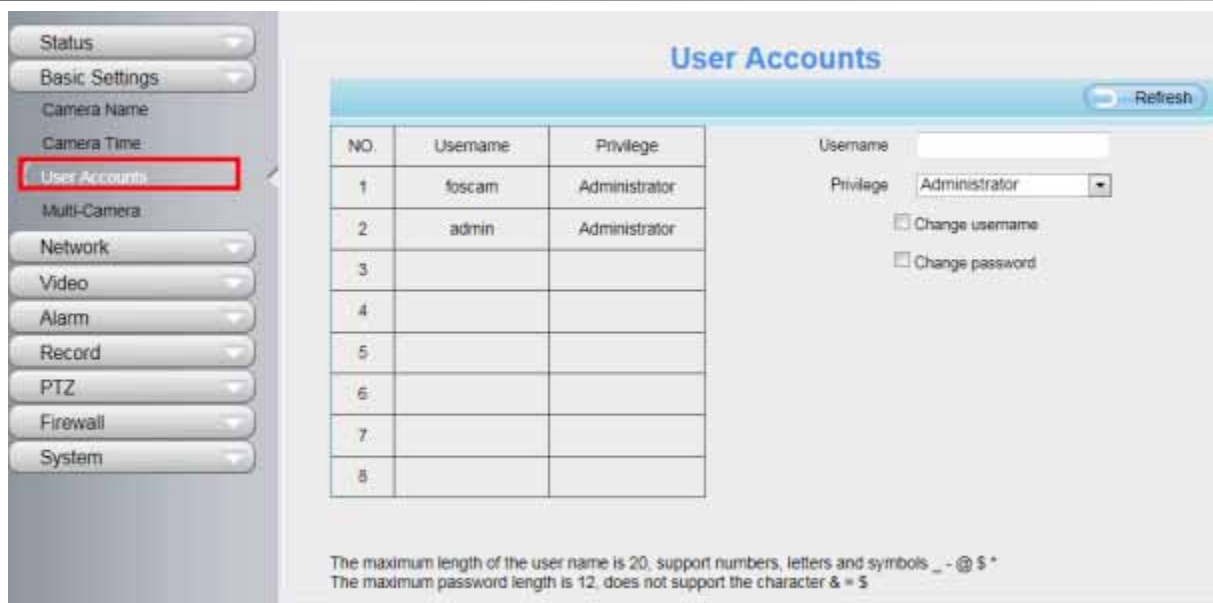 Status
Basic Settings
Camera Name
Camera Time
User Accounts
Multi-Camera
Network
Video
Alarm
Record
PTZ
Firewall
System
User Accounts
Refresh
NO. Username Privilege
1 foscam Administrator
2 admin Administrator
3
4
5
6
7
8
Username
Privilege Administrator
Change username
Change password
The maximum length of the user name is 20, support numbers, letters and symbols _ - @ $ *
The maximum password length is 12, does not support the character & = $